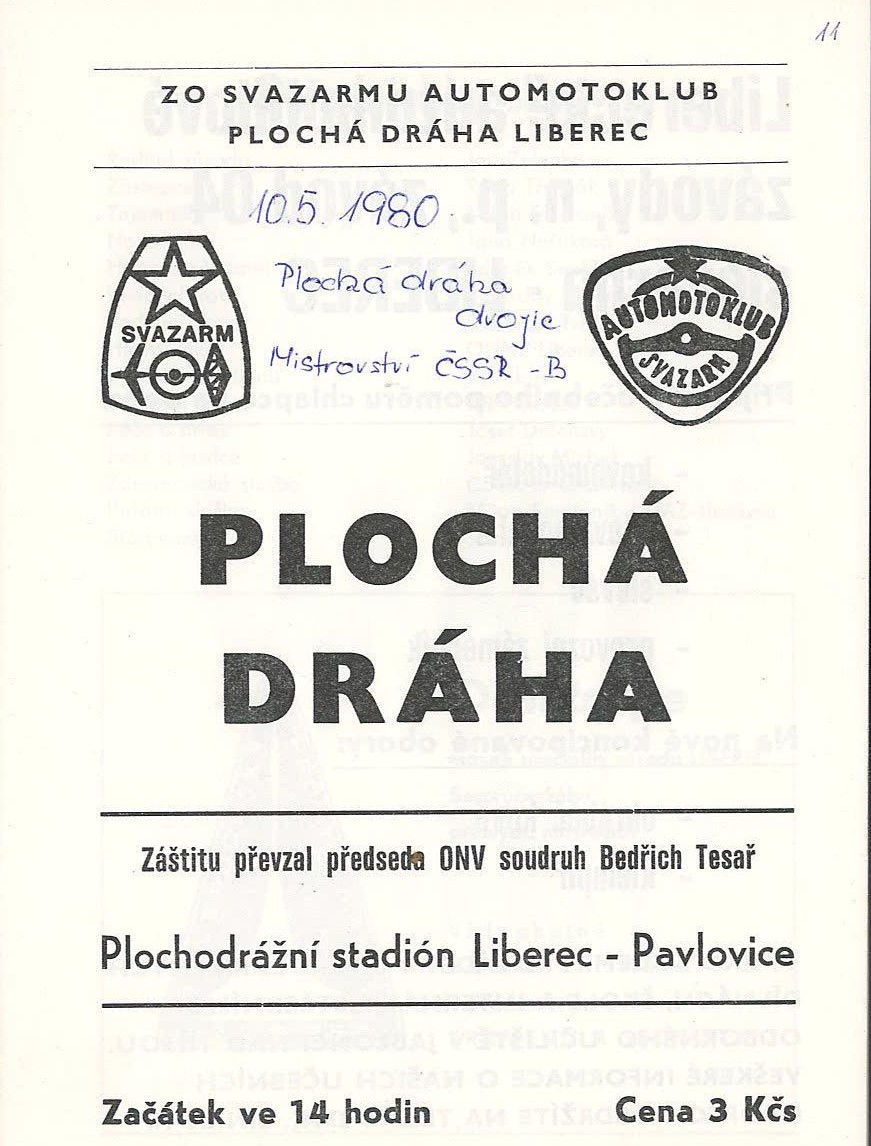 11
ZO SVAZARMU AUTOMOTOKLUB
PLOCHÁ DRÁHA LIBEREC
10.5. 1980
Plochá dráha
dvojic
Mistrovství ČSSR - B
SVAZARM
AUTOMOTOKLUB
SVAZARM
PLOCHÁ
DRÁHA
Záštitu převzal předseda ONV soudruh Bedřich Tesař
Plochodrážní stadión Liberec - Pavlovice
Začátek ve 14 hodin
Cena 3 Kčs